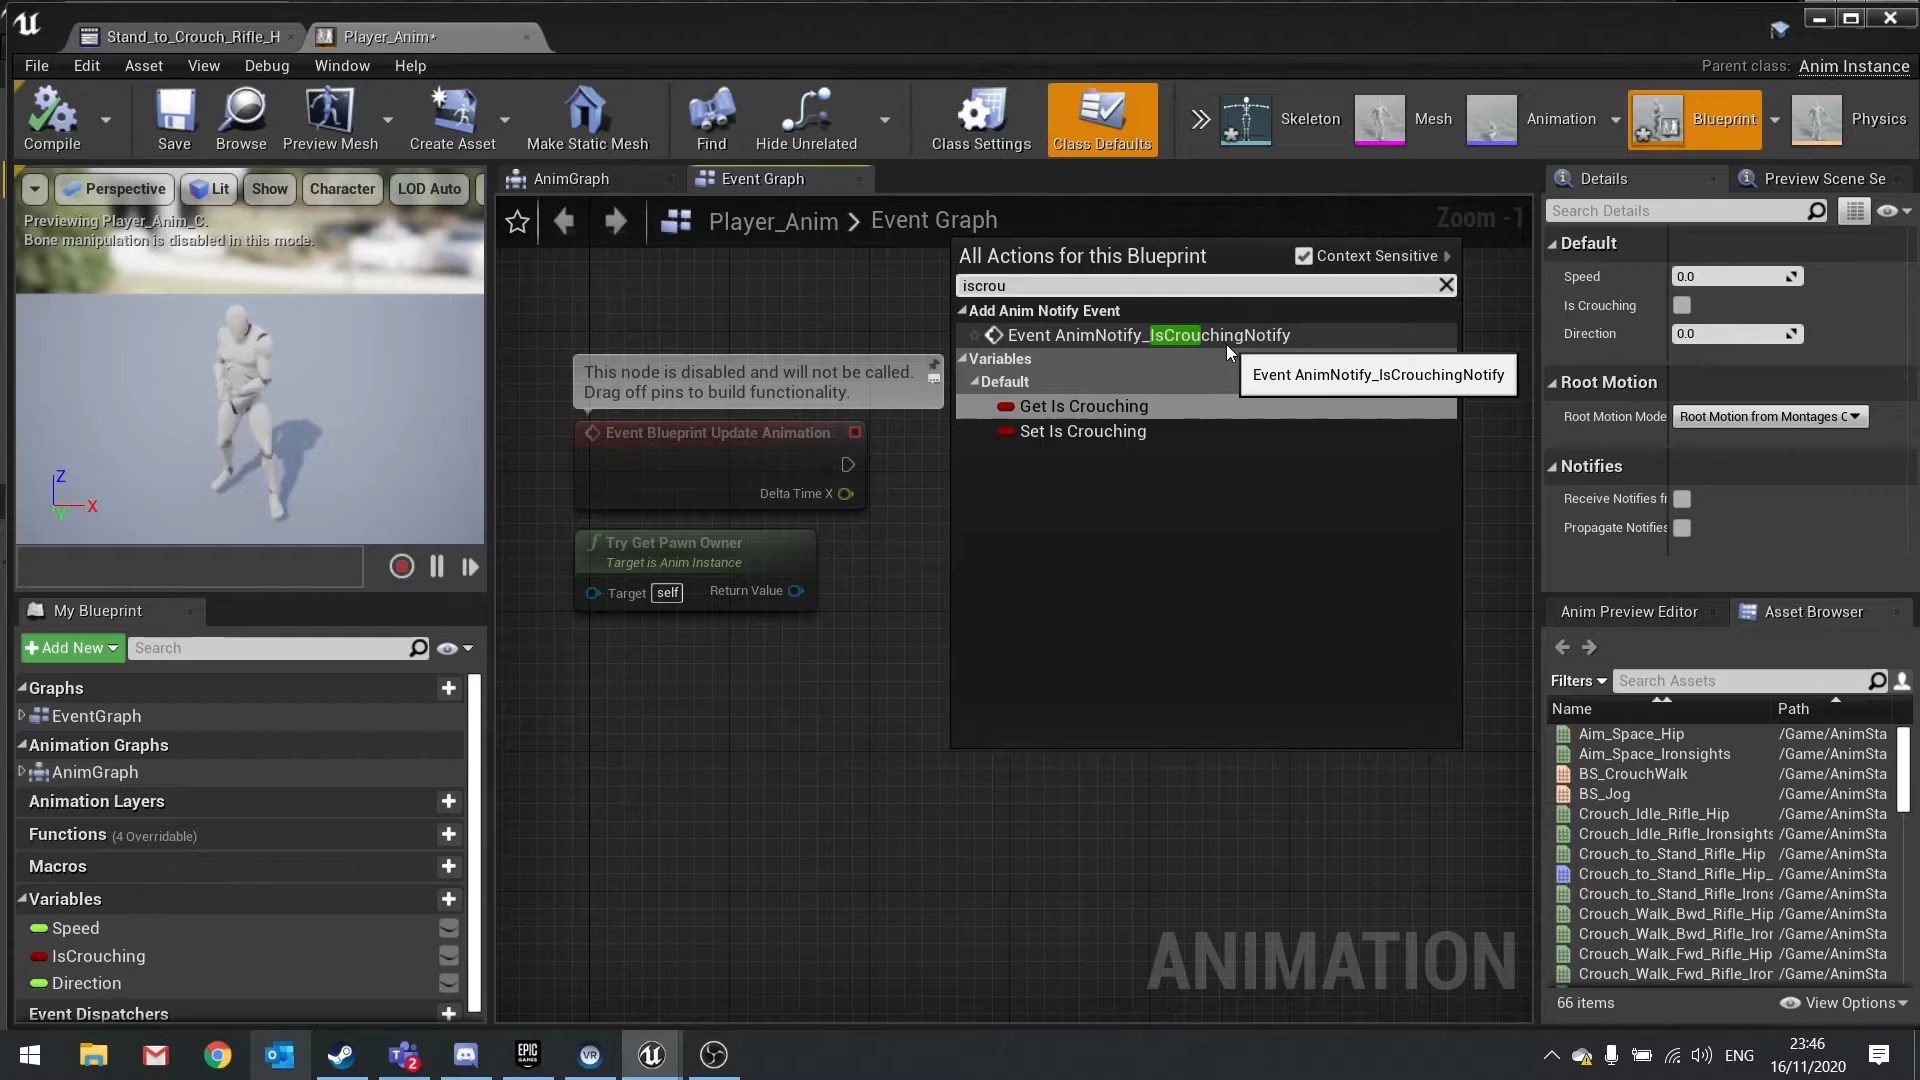 Stand_to_Crouch_Rifle_H
Player_Anim*
File Edit Asset View Debug Window Help
Parent class: Anim Instance
Compile
Save
Browse
Preview Mesh
Create Asset
Make Static Mesh
Find
Hide Unrelated
Class Settings
Class Defaults
Skeleton
Mesh
Animation
Blueprint
Physics
Perspective
Lit
Show
Character
LOD Auto
Previewing Player_Anim_C.
Bone manipulation is disabled in this mode.
Z
X
Y
AnimGraph
Event Graph
Player_Anim > Event Graph
Zoom -1
This node is disabled and will not be called.
Drag off pins to build functionality.
Event Blueprint Update Animation
Delta Time X
f Try Get Pawn Owner
Target is Anim Instance
Target self
Return Value
All Actions for this Blueprint
Context Sensitive
iscrou
Add Anim Notify Event
Event AnimNotify_IsCrouchingNotify
Variables
Default
Get Is Crouching
Set Is Crouching
Event AnimNotify_IsCrouchingNotify
ANIMATION
My Blueprint
Add New
Search
Graphs
EventGraph
Animation Graphs
AnimGraph
Animation Layers
Functions (4 Overridable)
Macros
Variables
Speed
IsCrouching
Direction
Event Dispatchers
Details
Preview Scene Se
Search Details
Default
Speed 0.0
Is Crouching
Direction 0.0
Root Motion
Root Motion Mode Root Motion from Montages C
Notifies
Receive Notifies fr
Propagate Notifies
Anim Preview Editor
Asset Browser
Filters
Search Assets
Name Path
Aim_Space_Hip /Game/AnimSta
Aim_Space_Ironsights /Game/AnimSta
BS_CrouchWalk /Game/AnimSta
BS_Jog /Game/AnimSta
Crouch_Idle_Rifle_Hip /Game/AnimSta
Crouch_Idle_Rifle_Ironsights /Game/AnimSta
Crouch_to_Stand_Rifle_Hip /Game/AnimSta
Crouch_to_Stand_Rifle_Hip_ /Game/AnimSta
Crouch_to_Stand_Rifle_Irons /Game/AnimSta
Crouch_Walk_Bwd_Rifle_Hip /Game/AnimSta
Crouch_Walk_Bwd_Rifle_Iror /Game/AnimSta
Crouch_Walk_Fwd_Rifle_Hip /Game/AnimSta
Crouch_Walk_Fwd_Rifle_Iror /Game/AnimSta
66 items
View Options
EPIC
GAMES
VR
2
ENG
23:46
16/11/2020